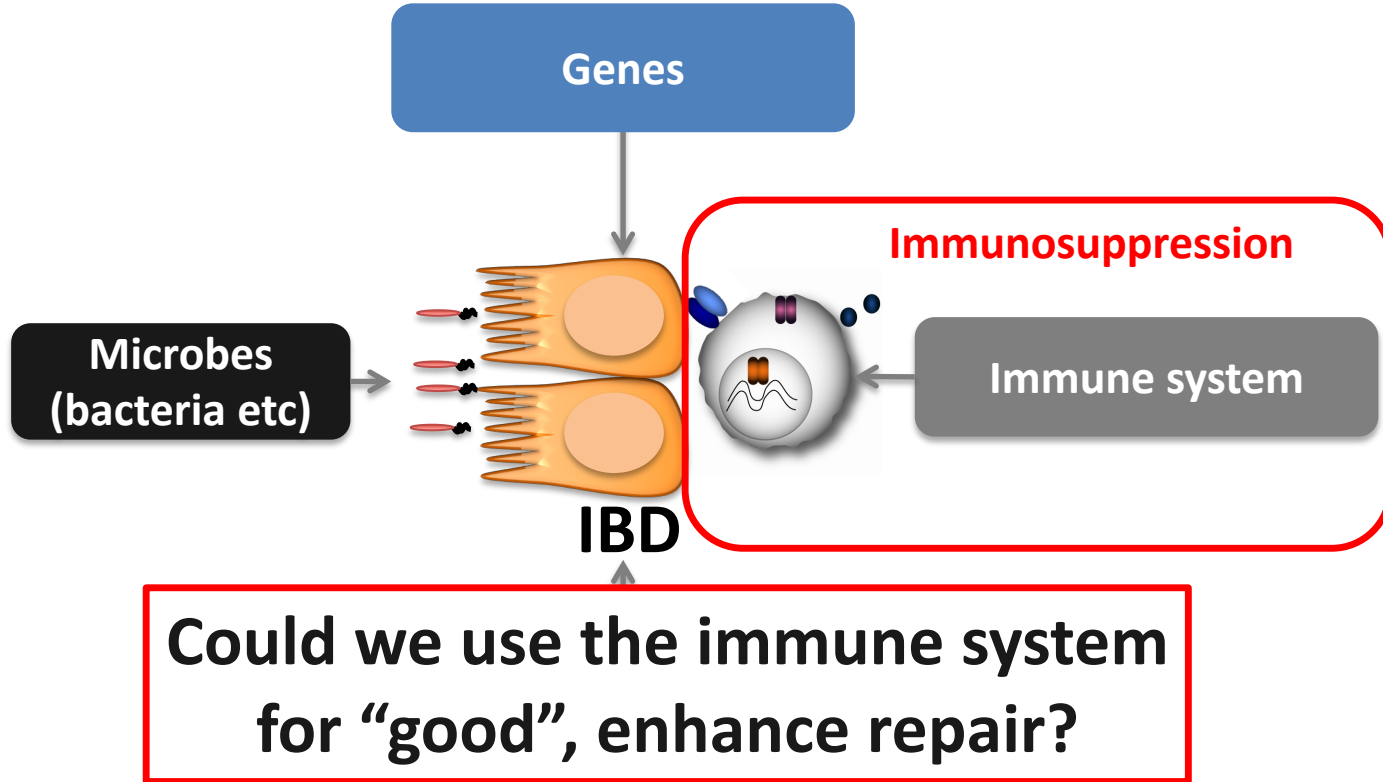 Genes
Immunosuppression
Microbes
(bacteria etc)
Immune system
IBD
Could we use the immune system
for “good”, enhance repair?